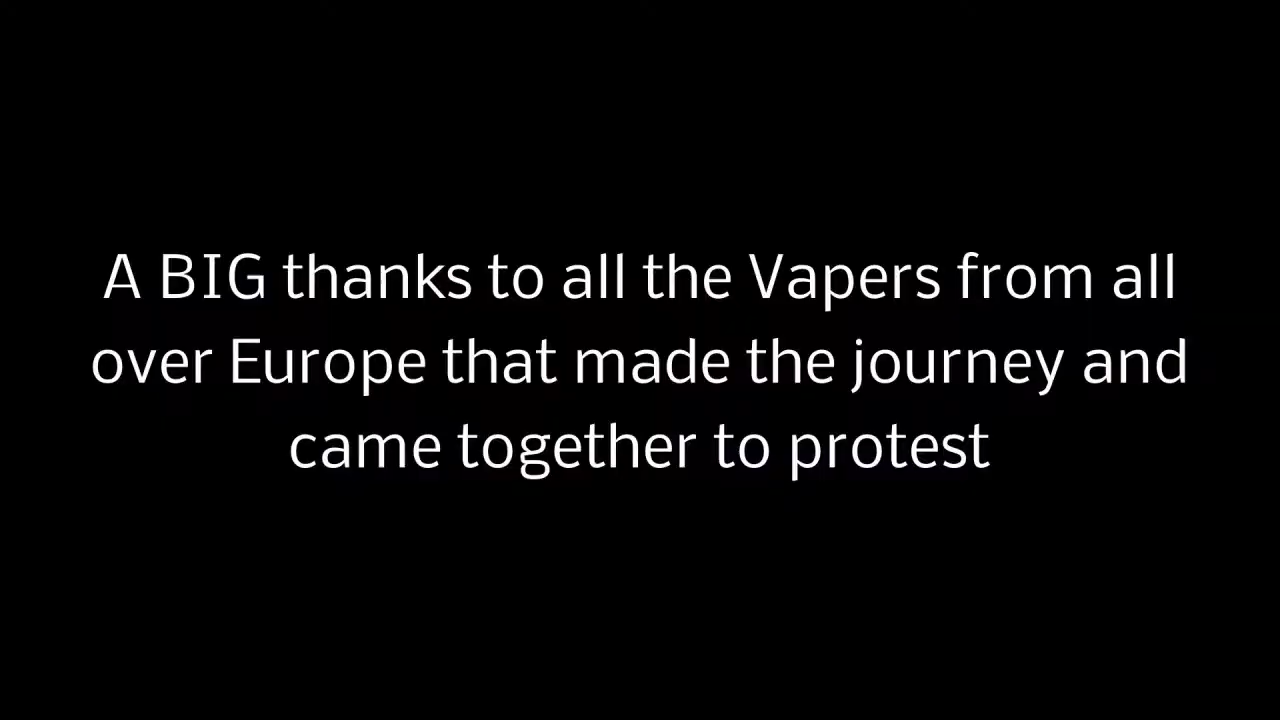 A BIG thanks to all the Vapers from all
over Europe that made the journey and
came together to protest